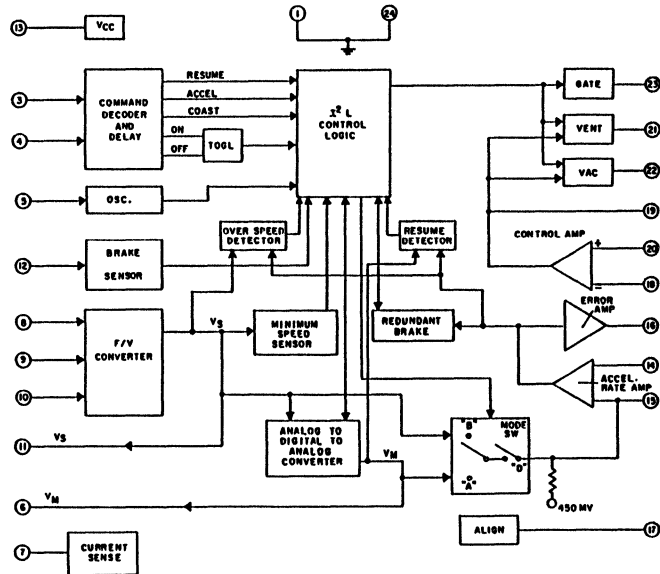 1
24
13
VCC
3
4
COMMAND
DECODER
AND
DELAY
RESUME
ACCEL
COAST
ON
OFF
TOGL
I² L
CONTROL
LOGIC
GATE
23
VENT
21
VAC
22
5
OSC.
19
CONTROL AMP
+
20
–
18
12
BRAKE
SENSOR
OVER SPEED
DETECTOR
RESUME
DETECTOR
8
9
10
F/V
CONVERTER
VS
MINIMUM
SPEED
SENSOR
REDUNDANT
BRAKE
ERROR
AMP
16
14
ACCEL.
RATE AMP
15
11
VS
ANALOG TO
DIGITAL TO
ANALOG
CONVERTER
VM
"B"
MODE
SW
"D"
"A"
450 MV
6
VM
ALIGN
17
7
CURRENT
SENSE